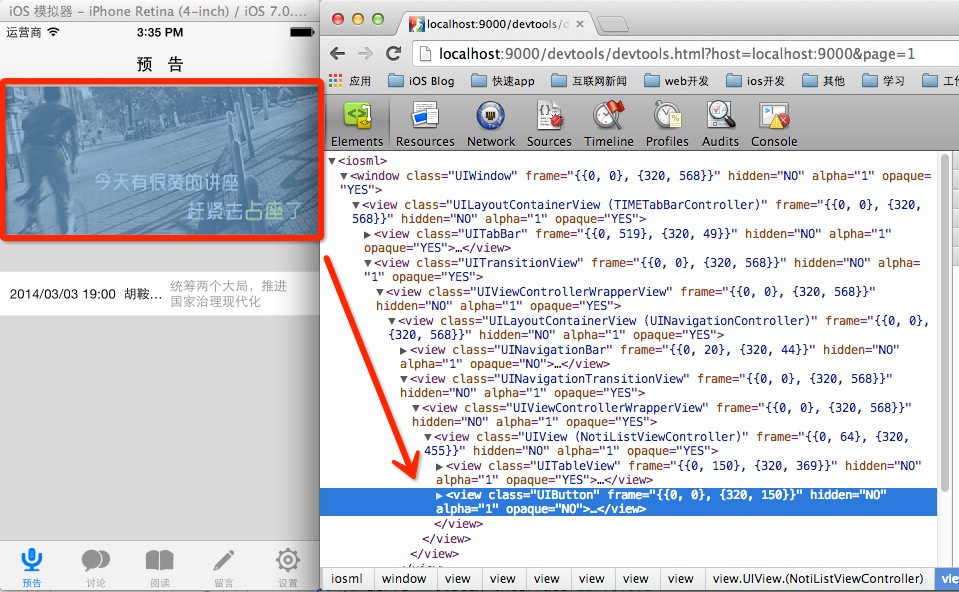 iOS 模拟器 – iPhone Retina (4-inch) / iOS 7.0....
运营商
3:35 PM
预 告
今天有很赞的讲座
赶紧去占座了
2014/03/03 19:00 胡鞍... 统筹两个大局，推进
国家治理现代化
预告 讨论 阅读 留言 设置
localhost:9000/devtools/d
localhost:9000/devtools/devtools.html?host=localhost:9000&page=1
应用 iOS Blog 快速app 互联网新闻 web开发 ios开发 其他 学习 工
Elements Resources Network Sources Timeline Profiles Audits Console
▼<iosml>
▼<window class="UIWindow" frame="{{0, 0}, {320, 568}}" hidden="NO" alpha="1" opaque=
"YES">
▼<view class="UILayoutContainerView (TIMETabBarController)" frame="{{0, 0}, {320,
568}}" hidden="NO" alpha="1" opaque="YES">
▶<view class="UITabBar" frame="{{0, 519}, {320, 49}}" hidden="NO" alpha="1"
opaque="YES">…</view>
▼<view class="UITransitionView" frame="{{0, 0}, {320, 568}}" hidden="NO" alpha=
"1" opaque="YES">
▼<view class="UIViewControllerWrapperView" frame="{{0, 0}, {320, 568}}"
hidden="NO" alpha="1" opaque="YES">
▼<view class="UILayoutContainerView (UINavigationController)" frame="{{0, 0},
{320, 568}}" hidden="NO" alpha="1" opaque="YES">
▶<view class="UINavigationBar" frame="{{0, 20}, {320, 44}}" hidden="NO"
alpha="1" opaque="NO">…</view>
▼<view class="UINavigationTransitionView" frame="{{0, 0}, {320, 568}}"
hidden="NO" alpha="1" opaque="YES">
▼<view class="UIViewControllerWrapperView" frame="{{0, 0}, {320, 568}}"
hidden="NO" alpha="1" opaque="YES">
▼<view class="UIView (NotiListViewController)" frame="{{0, 64}, {320,
455}}" hidden="NO" alpha="1" opaque="YES">
▶<view class="UITableView" frame="{{0, 150}, {320, 369}}" hidden="NO"
alpha="1" opaque="YES">…</view>
▶<view class="UIButton" frame="{{0, 0}, {320, 150}}" hidden="NO"
alpha="1" opaque="NO">…</view>
</view>
</view>
</view>
iosml window view view view view view view view.UIView.(NotiListViewController)